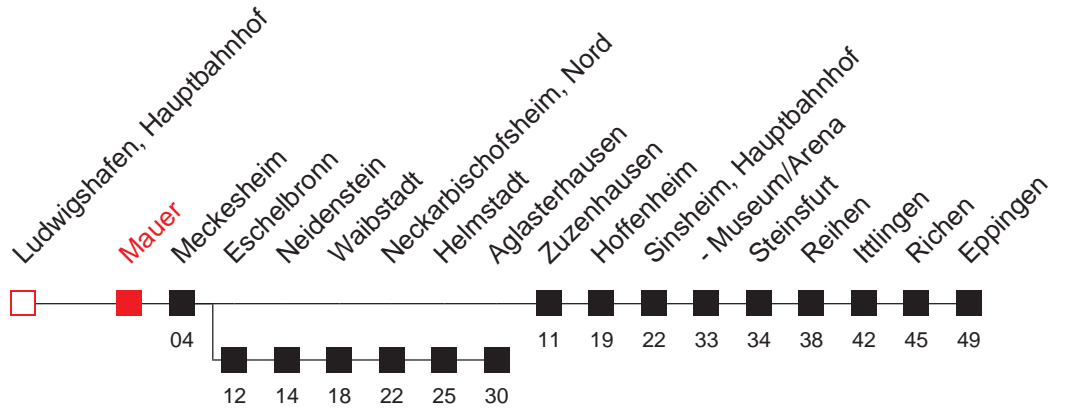 Ludwigshafen, Hauptbahnhof
Mauer
Meckesheim
Eschelbronn
Neidenstein
Waibstadt
Neckarbischofsheim, Nord
Helmstadt
Aglasterhausen
Zuzenhausen
Hoffenheim
Sinsheim, Hauptbahnhof
- Museum/Arena
Steinsfurt
Reihen
Ittlingen
Richen
Eppingen
04
11
19
22
33
34
38
42
45
49
12
14
18
22
25
30